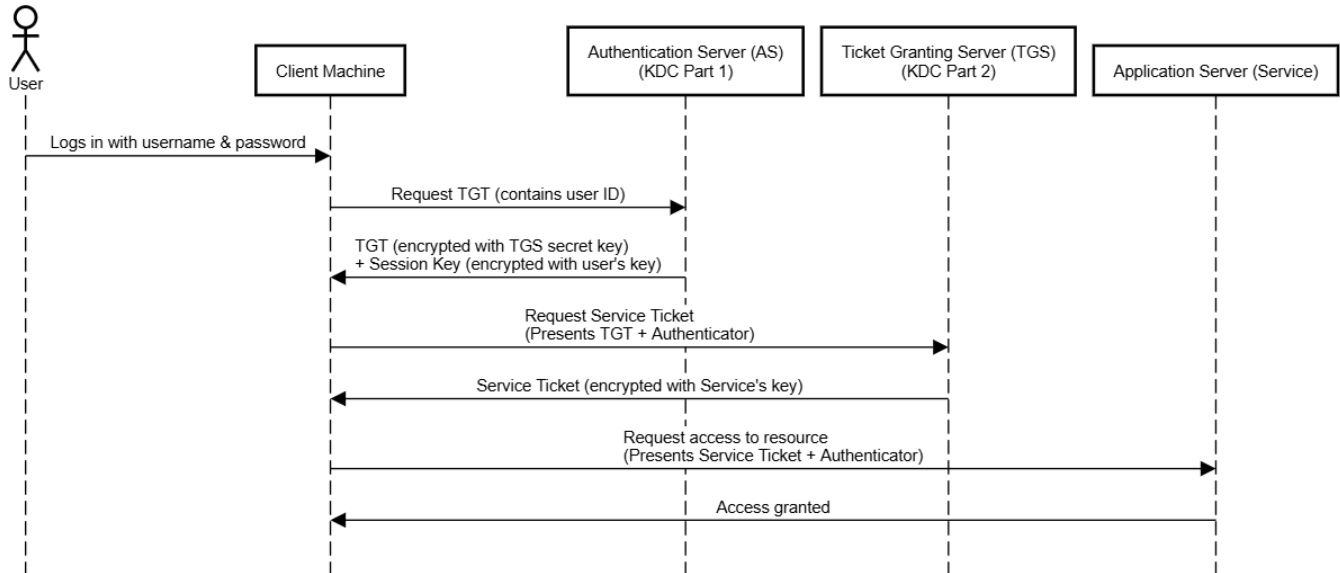 User
Client Machine
Authentication Server (AS)
(KDC Part 1)
Ticket Granting Server (TGS)
(KDC Part 2)
Application Server (Service)
Logs in with username & password
Request TGT (contains user ID)
TGT (encrypted with TGS secret key)
+ Session Key (encrypted with user's key)
Request Service Ticket
(Presents TGT + Authenticator)
Service Ticket (encrypted with Service's key)
Request access to resource
(Presents Service Ticket + Authenticator)
Access granted